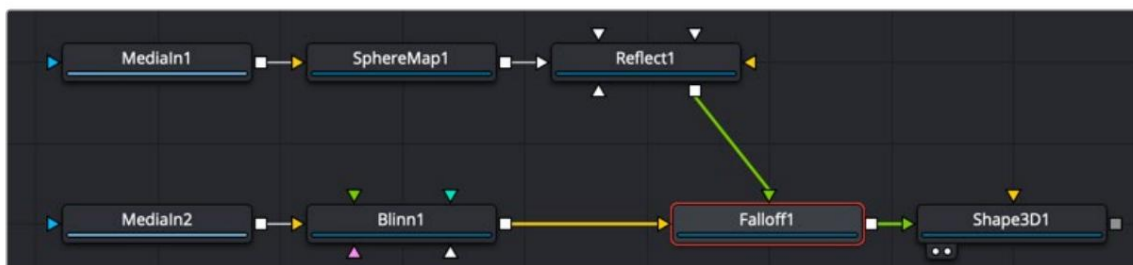 MediaIn1
SphereMap1
Reflect1
MediaIn2
Blinn1
Falloff1
Shape3D1